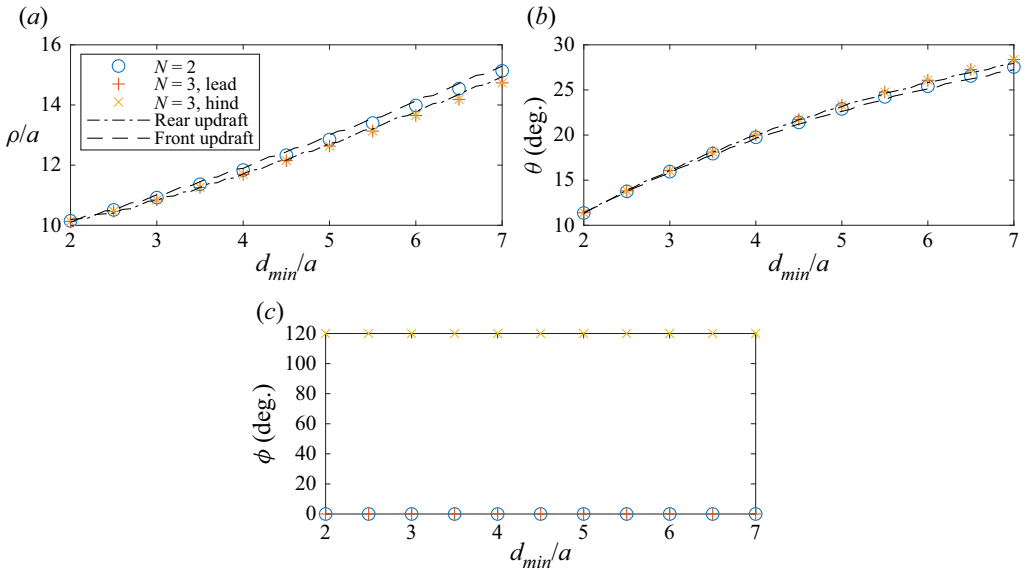 (a)
16
14
12
10
ρ/a
N = 2
N = 3, lead
N = 3, hind
Rear updraft
Front updraft
2 3 4 5 6 7
d_min/a
(b)
30
25
20
15
10
θ (deg.)
2 3 4 5 6 7
d_min/a
(c)
120
100
80
60
40
20
0
ϕ (deg.)
2 3 4 5 6 7
d_min/a